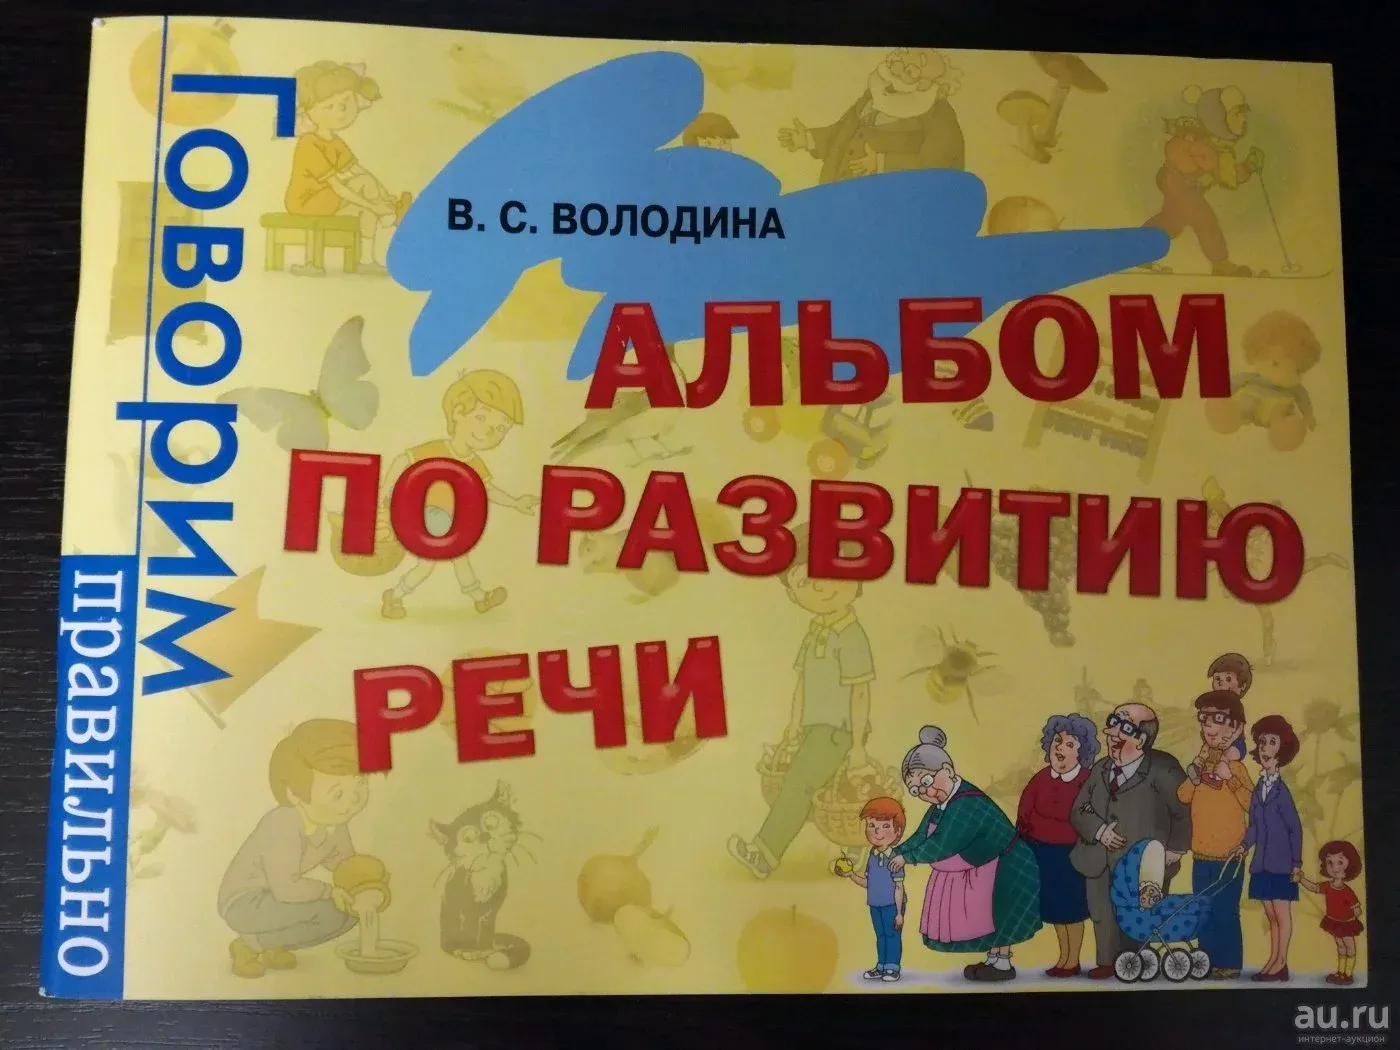 Говорим
правильно
В. С. ВОЛОДИНА
АЛЬБОМ
ПО РАЗВИТИЮ
РЕЧИ
au.ru
интернет-аукцион